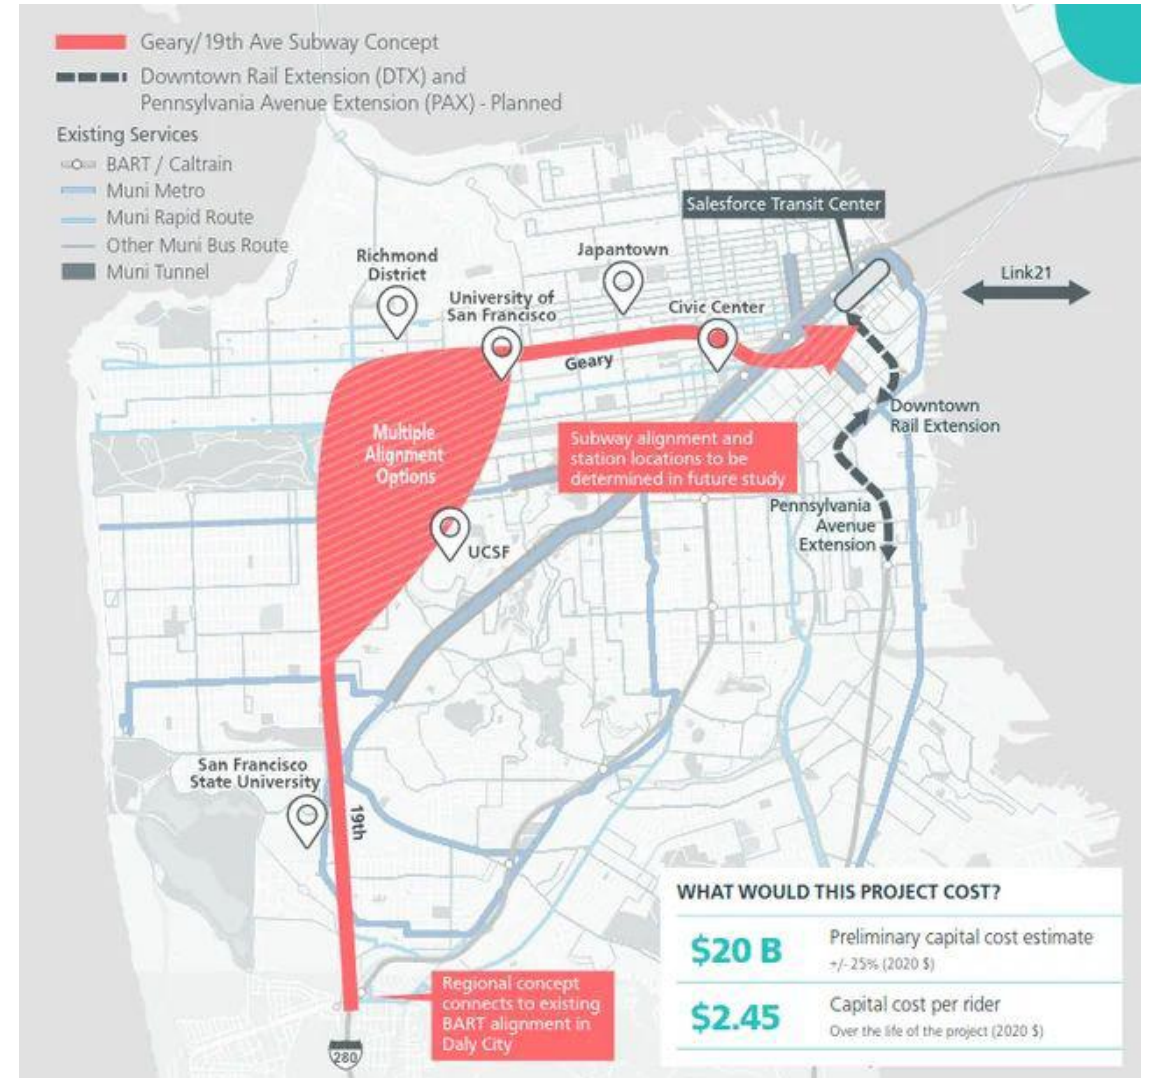 Geary/19th Ave Subway Concept
Downtown Rail Extension (DTX) and
Pennsylvania Avenue Extension (PAX) - Planned
Existing Services
BART / Caltrain
Muni Metro
Muni Rapid Route
Other Muni Bus Route
Muni Tunnel
Salesforce Transit Center
Richmond
District
Japantown
University of
San Francisco
Civic Center
Link21
Geary
Downtown
Rail Extension
Multiple
Alignment
Options
Subway alignment and
station locations to be
determined in future study
Pennsylvania
Avenue
Extension
UCSF
San Francisco
State University
19th
WHAT WOULD THIS PROJECT COST?
$20 B
Preliminary capital cost estimate
+/-25% (2020 $)
$2.45
Capital cost per rider
Over the life of the project (2020 $)
Regional concept
connects to existing
BART alignment in
Daly City
280